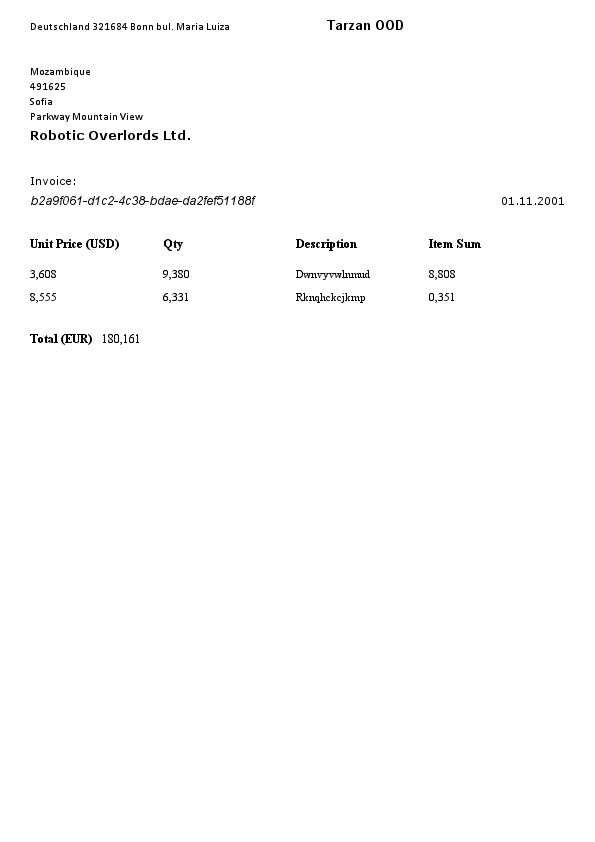 Deutschland 321684 Bonn bul. Maria Luiza Tarzan OOD
Mozambique
491625
Sofia
Parkway Mountain View
Robotic Overlords Ltd.
Invoice:
b2a9f061-d1c2-4c38-bdae-da2fef51188f 01.11.2001
Unit Price (USD) Qty Description Item Sum
3,608 9,380 Dwnvyvwlnmud 8,808
8,555 6,331 Rknqhckcjkmp 0,351
Total (EUR) 180,161